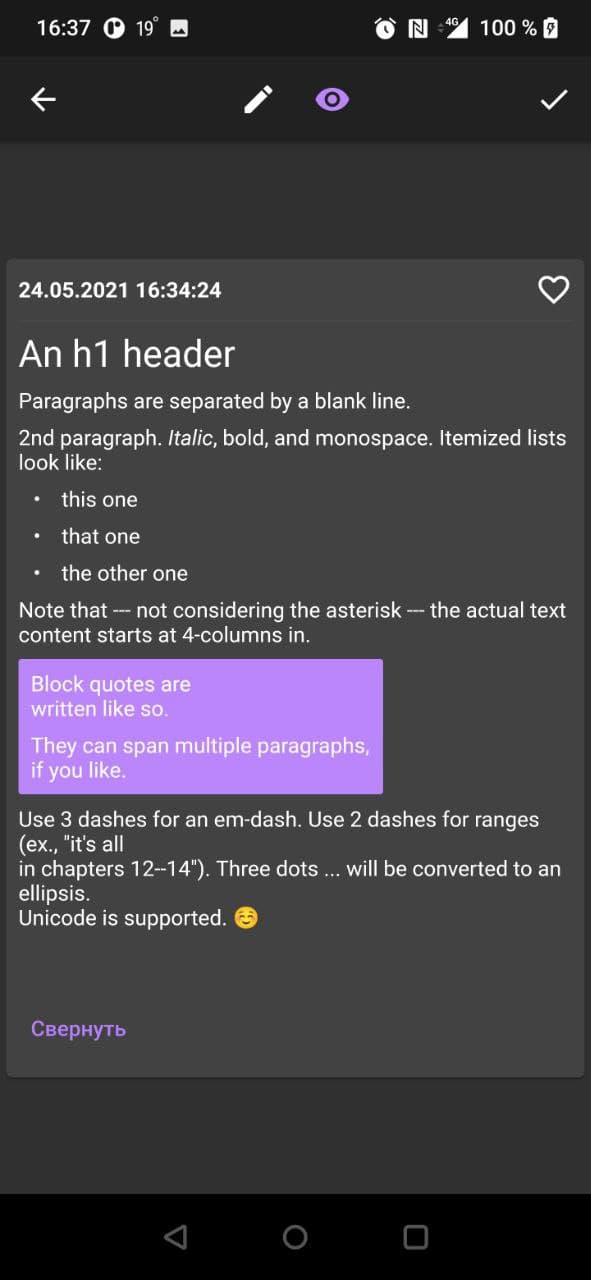 16:37 19° 4G 100 %
24.05.2021 16:34:24
An h1 header
Paragraphs are separated by a blank line.
2nd paragraph. Italic, bold, and monospace. Itemized lists
look like:
• this one
• that one
• the other one
Note that --- not considering the asterisk --- the actual text
content starts at 4-columns in.
Block quotes are
written like so.
They can span multiple paragraphs,
if you like.
Use 3 dashes for an em-dash. Use 2 dashes for ranges
(ex., "it's all
in chapters 12--14"). Three dots ... will be converted to an
ellipsis.
Unicode is supported. ☺️
Свернуть